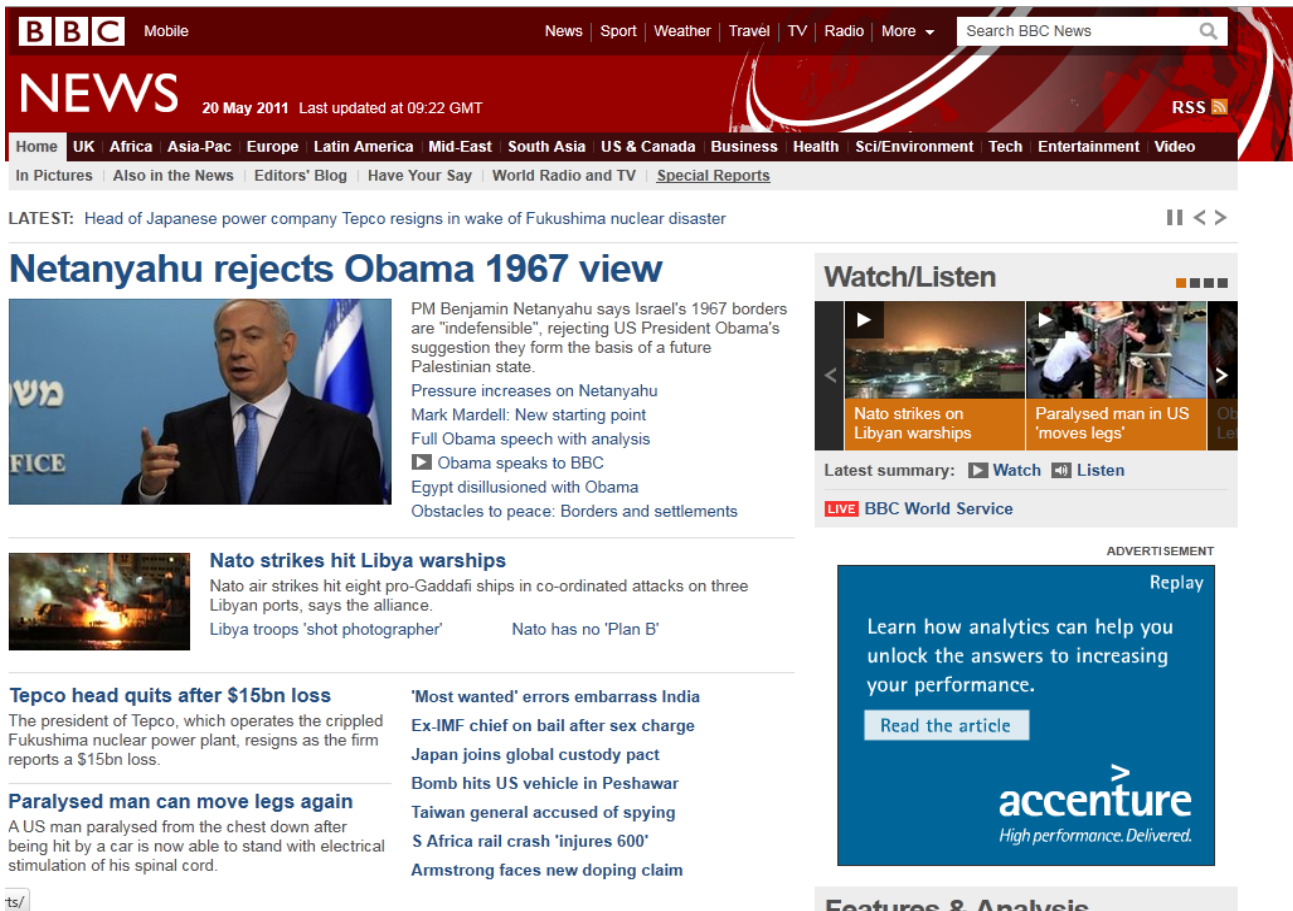 BBC Mobile
News Sport Weather Travel TV Radio More
Search BBC News
NEWS 20 May 2011 Last updated at 09:22 GMT
RSS
Home UK Africa Asia-Pac Europe Latin America Mid-East South Asia US & Canada Business Health Sci/Environment Tech Entertainment Video
In Pictures Also in the News Editors' Blog Have Your Say World Radio and TV Special Reports
LATEST: Head of Japanese power company Tepco resigns in wake of Fukushima nuclear disaster
Netanyahu rejects Obama 1967 view
FICE
PM Benjamin Netanyahu says Israel's 1967 borders
are "indefensible", rejecting US President Obama's
suggestion they form the basis of a future
Palestinian state.
Pressure increases on Netanyahu
Mark Mardell: New starting point
Full Obama speech with analysis
Obama speaks to BBC
Egypt disillusioned with Obama
Obstacles to peace: Borders and settlements
Nato strikes hit Libya warships
Nato air strikes hit eight pro-Gaddafi ships in co-ordinated attacks on three
Libyan ports, says the alliance.
Libya troops 'shot photographer'
Nato has no 'Plan B'
Tepco head quits after $15bn loss
The president of Tepco, which operates the crippled
Fukushima nuclear power plant, resigns as the firm
reports a $15bn loss.
Paralysed man can move legs again
A US man paralysed from the chest down after
being hit by a car is now able to stand with electrical
stimulation of his spinal cord.
'Most wanted' errors embarrass India
Ex-IMF chief on bail after sex charge
Japan joins global custody pact
Bomb hits US vehicle in Peshawar
Taiwan general accused of spying
S Africa rail crash 'injures 600'
Armstrong faces new doping claim
ts/
Watch/Listen
Nato strikes on
Libyan warships
Paralysed man in US
'moves legs'
Latest summary: Watch Listen
LIVE BBC World Service
ADVERTISEMENT
Replay
Learn how analytics can help you
unlock the answers to increasing
your performance.
Read the article
accenture
High performance. Delivered.
Features & Analysis